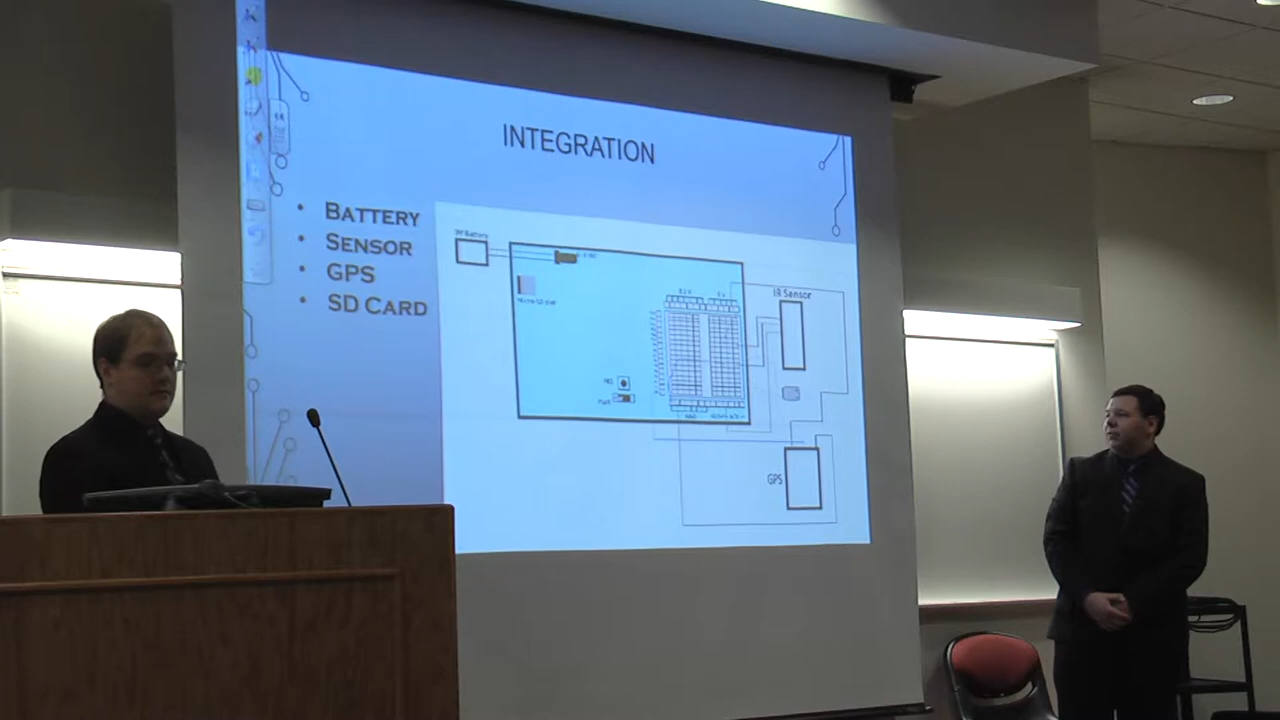 INTEGRATION
• BATTERY
• SENSOR
• GPS
• SD CARD
9V Battery
IR Sensor
GPS